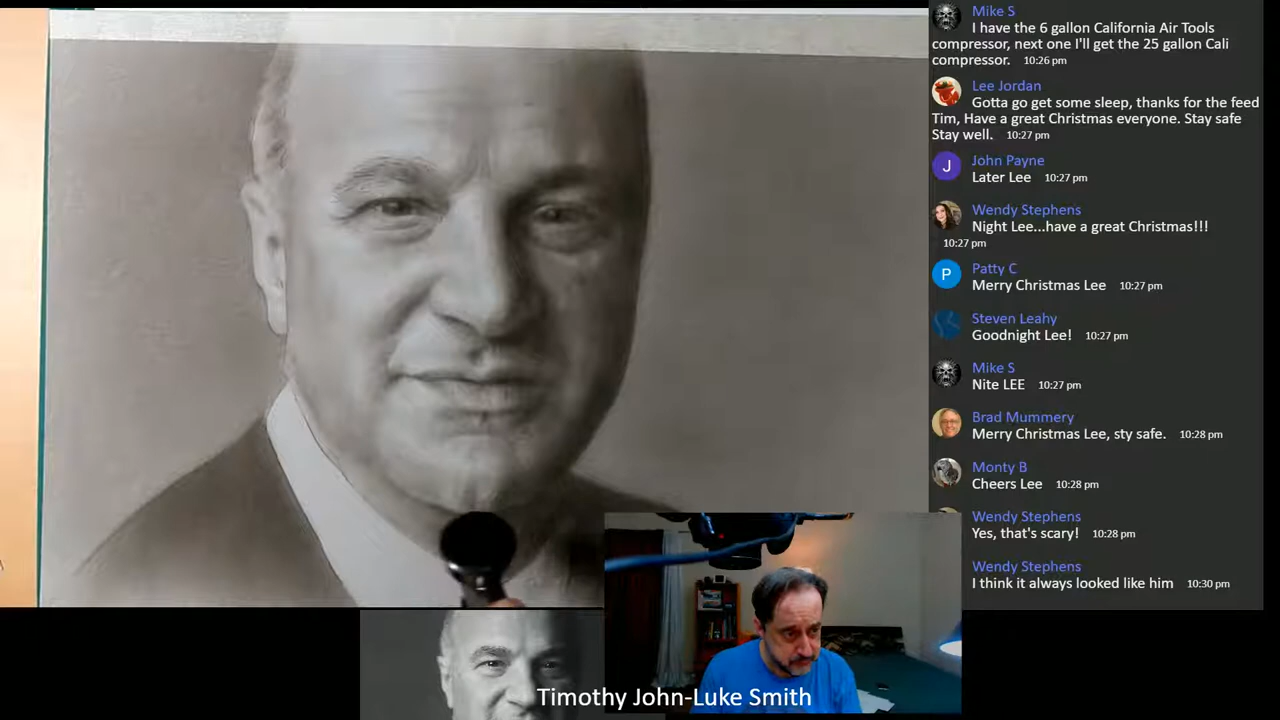 Mike S
I have the 6 gallon California Air Tools
compressor, next one I'll get the 25 gallon Cali
compressor. 10:26 pm
Lee Jordan
Gotta go get some sleep, thanks for the feed
Tim, Have a great Christmas everyone. Stay safe
Stay well. 10:27 pm
J
John Payne
Later Lee 10:27 pm
Wendy Stephens
Night Lee...have a great Christmas!!!
10:27 pm
P
Patty C
Merry Christmas Lee 10:27 pm
Steven Leahy
Goodnight Lee! 10:27 pm
Mike S
Nite LEE 10:27 pm
Brad Mummery
Merry Christmas Lee, sty safe. 10:28 pm
Monty B
Cheers Lee 10:28 pm
Wendy Stephens
Yes, that's scary! 10:28 pm
Wendy Stephens
I think it always looked like him 10:30 pm
Timothy John-Luke Smith